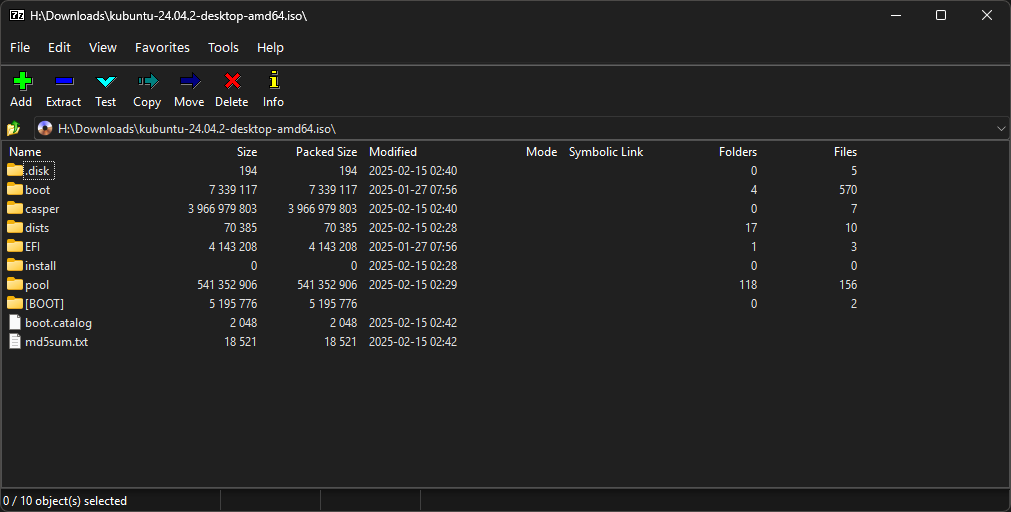 H:\Downloads\kubuntu-24.04.2-desktop-amd64.iso\
File Edit View Favorites Tools Help
Add Extract Test Copy Move Delete Info
H:\Downloads\kubuntu-24.04.2-desktop-amd64.iso\
Name Size Packed Size Modified Mode Symbolic Link Folders Files
.disk 194 194 2025-02-15 02:40 0 5
boot 7 339 117 7 339 117 2025-01-27 07:56 4 570
casper 3 966 979 803 3 966 979 803 2025-02-15 02:40 0 7
dists 70 385 70 385 2025-02-15 02:28 17 10
EFI 4 143 208 4 143 208 2025-01-27 07:56 1 3
install 0 0 2025-02-15 02:28 0 0
pool 541 352 906 541 352 906 2025-02-15 02:29 118 156
[BOOT] 5 195 776 5 195 776 0 2
boot.catalog 2 048 2 048 2025-02-15 02:42
md5sum.txt 18 521 18 521 2025-02-15 02:42
0 / 10 object(s) selected